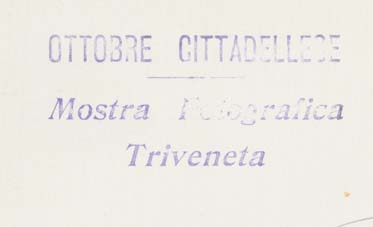 OTTOBRE CITTADELLESE
Mostra Fotografica
Triveneta